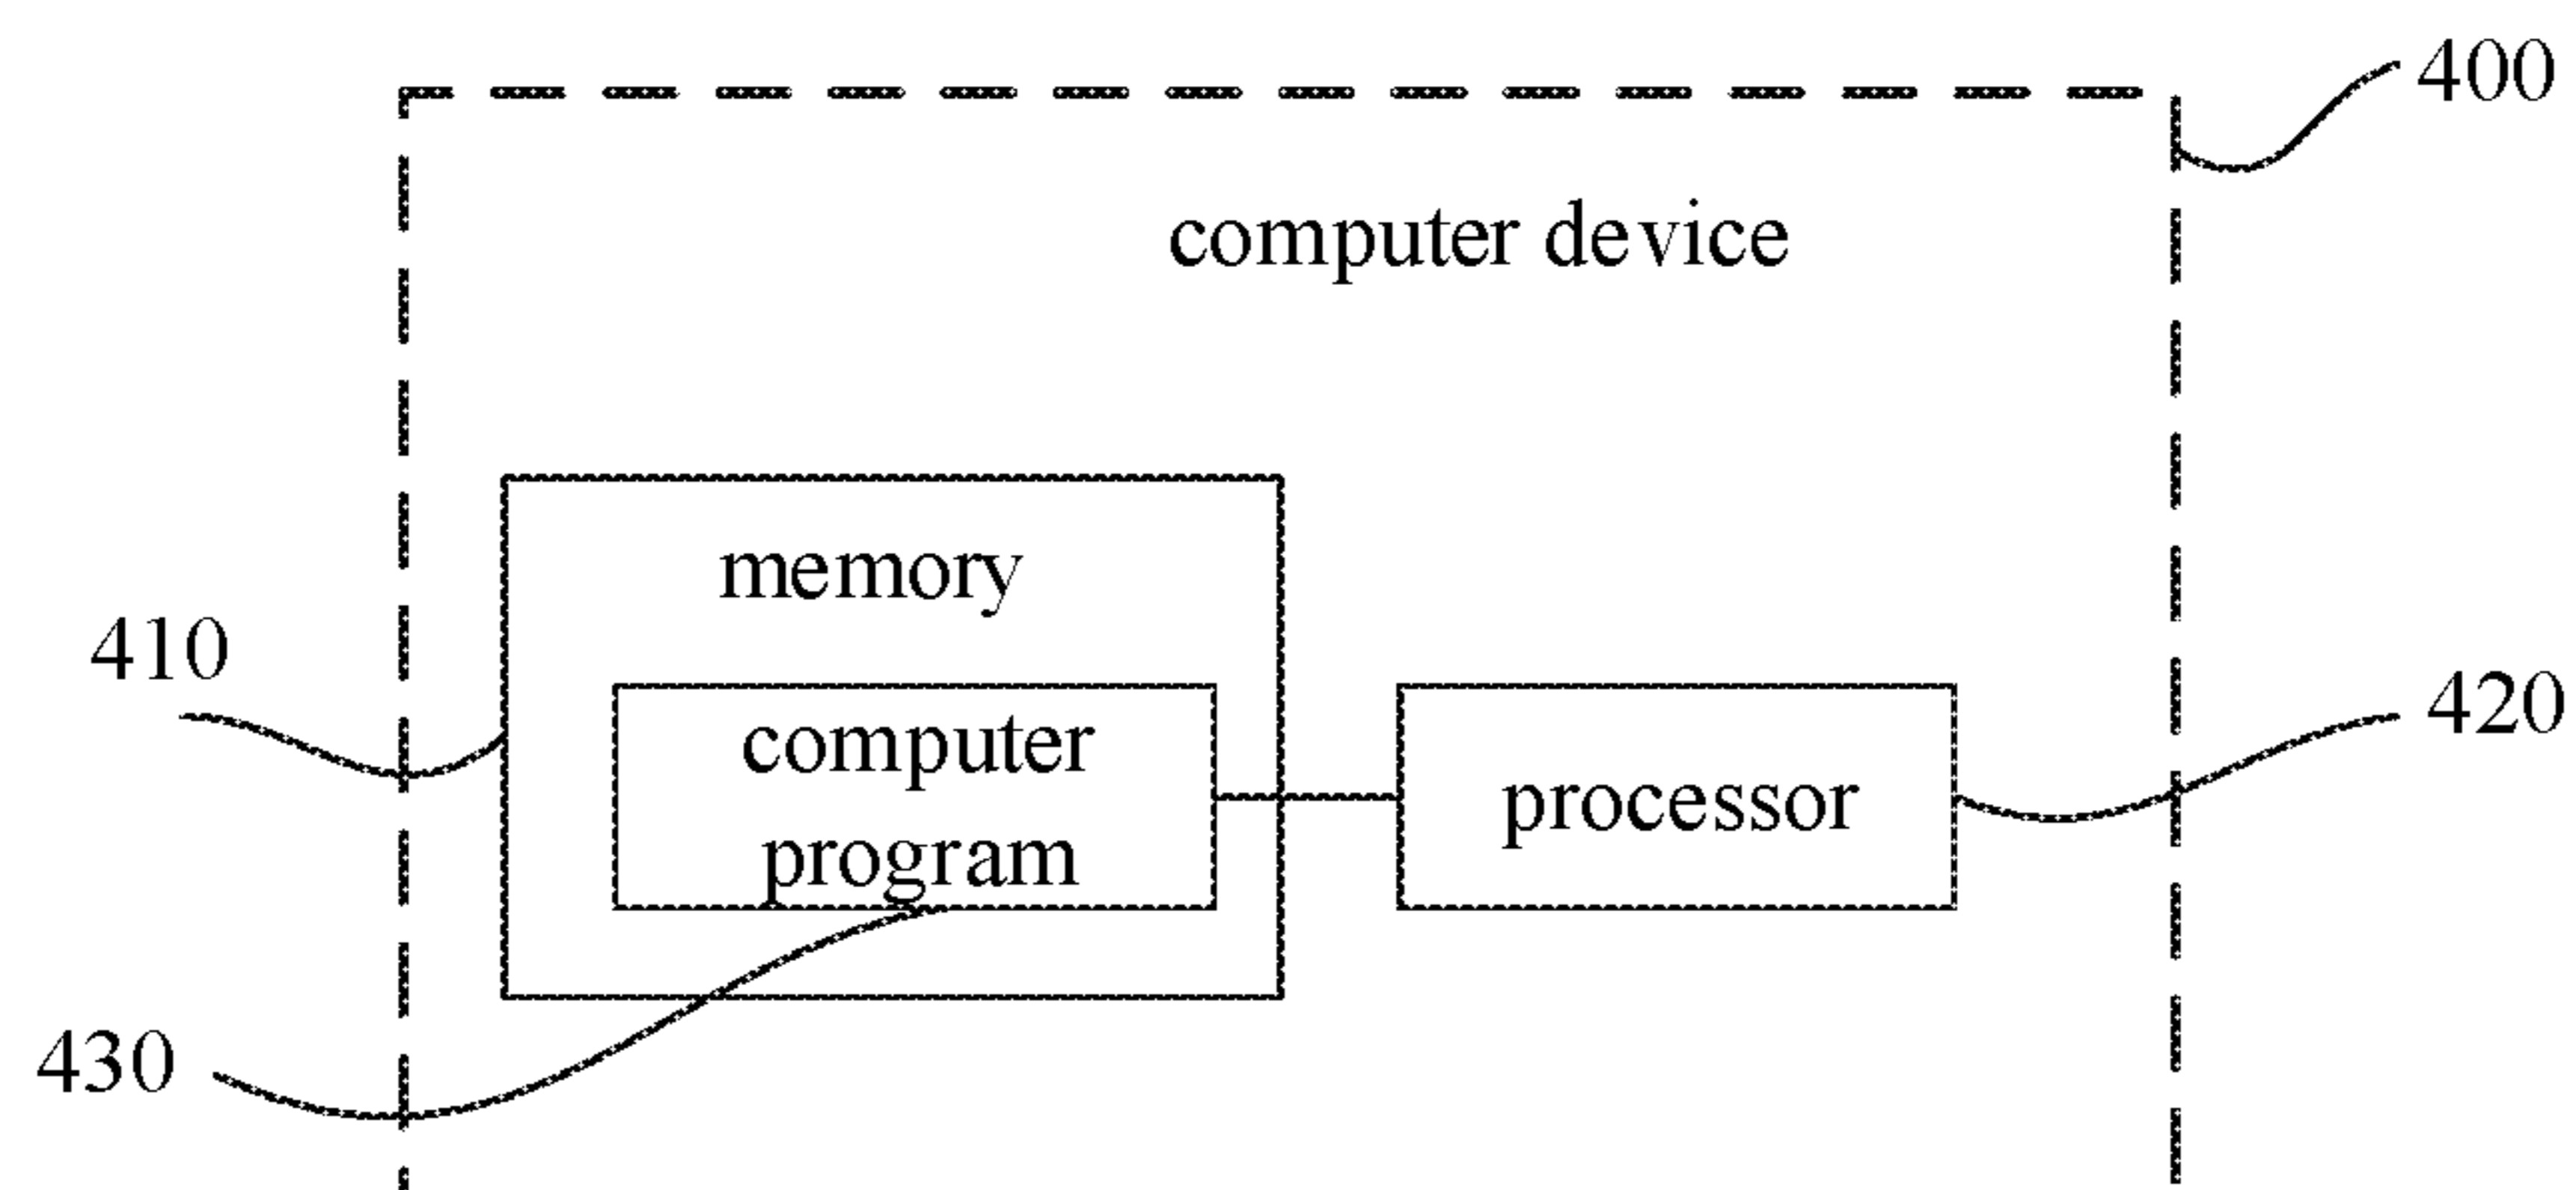 400
computer device
memory
410
computer
program
processor
420
430